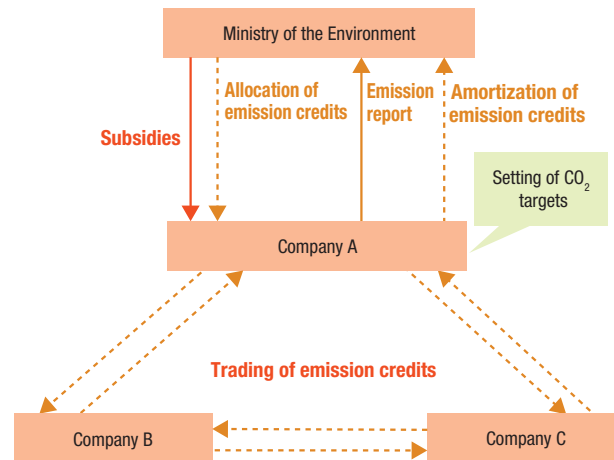 Ministry of the Environment
Allocation of
emission credits
Emission
report
Amortization of
emission credits
Subsidies
Setting of CO₂
targets
Company A
Trading of emission credits
Company B
Company C